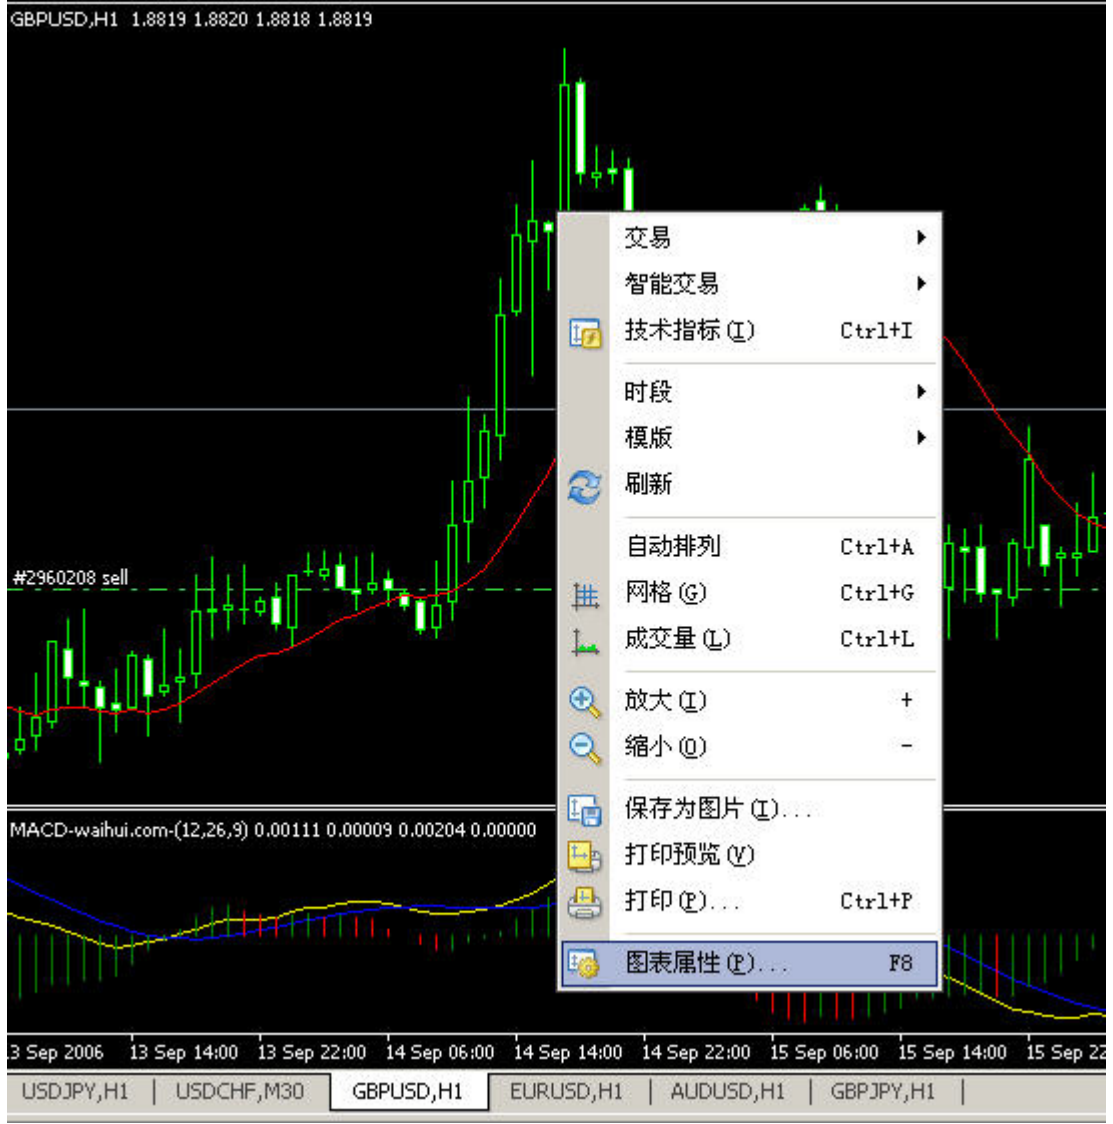 GBPUSD,H1 1.8819 1.8820 1.8818 1.8819
交易
智能交易
技术指标(I) Ctrl+I
时段
模版
刷新
#2960208 sell
自动排列 Ctrl+A
网格(G) Ctrl+G
成交量(L) Ctrl+L
放大(I) +
缩小(O) -
保存为图片(I)...
MACD-waihui.com-(12,26,9) 0.00111 0.00009 0.00204 0.00000
打印预览(V)
打印(P)... Ctrl+P
图表属性(P)... F8
3 Sep 2006 13 Sep 14:00 13 Sep 22:00 14 Sep 06:00 14 Sep 14:00 14 Sep 22:00 15 Sep 06:00 15 Sep 14:00 15 Sep 22
USDJPY,H1 | USDCHF,M30 GBPUSD,H1 EURUSD,H1 | AUDUSD,H1 | GBPJPY,H1 |